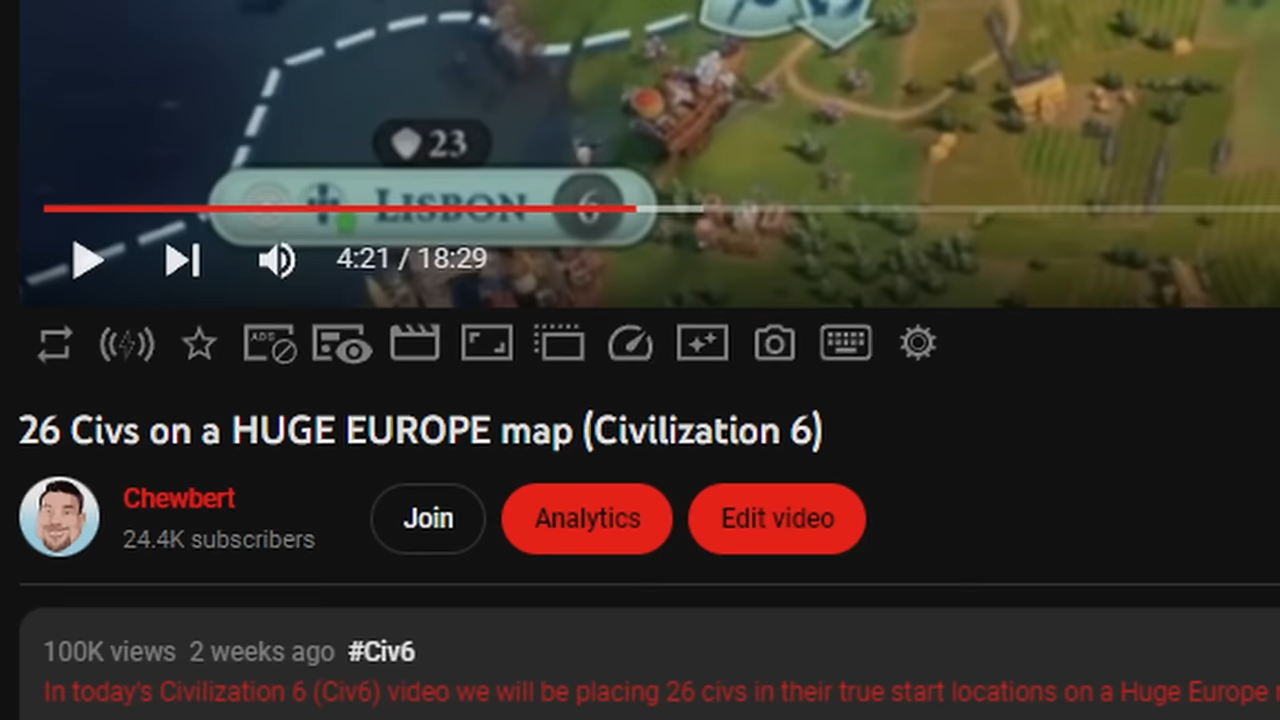 23
LISBON 6
4:21 / 18:29
ADS
26 Civs on a HUGE EUROPE map (Civilization 6)
Chewbert
24.4K subscribers
Join
Analytics
Edit video
100K views 2 weeks ago #Civ6
In today's Civilization 6 (Civ6) video we will be placing 26 civs in their true start locations on a Huge Europe